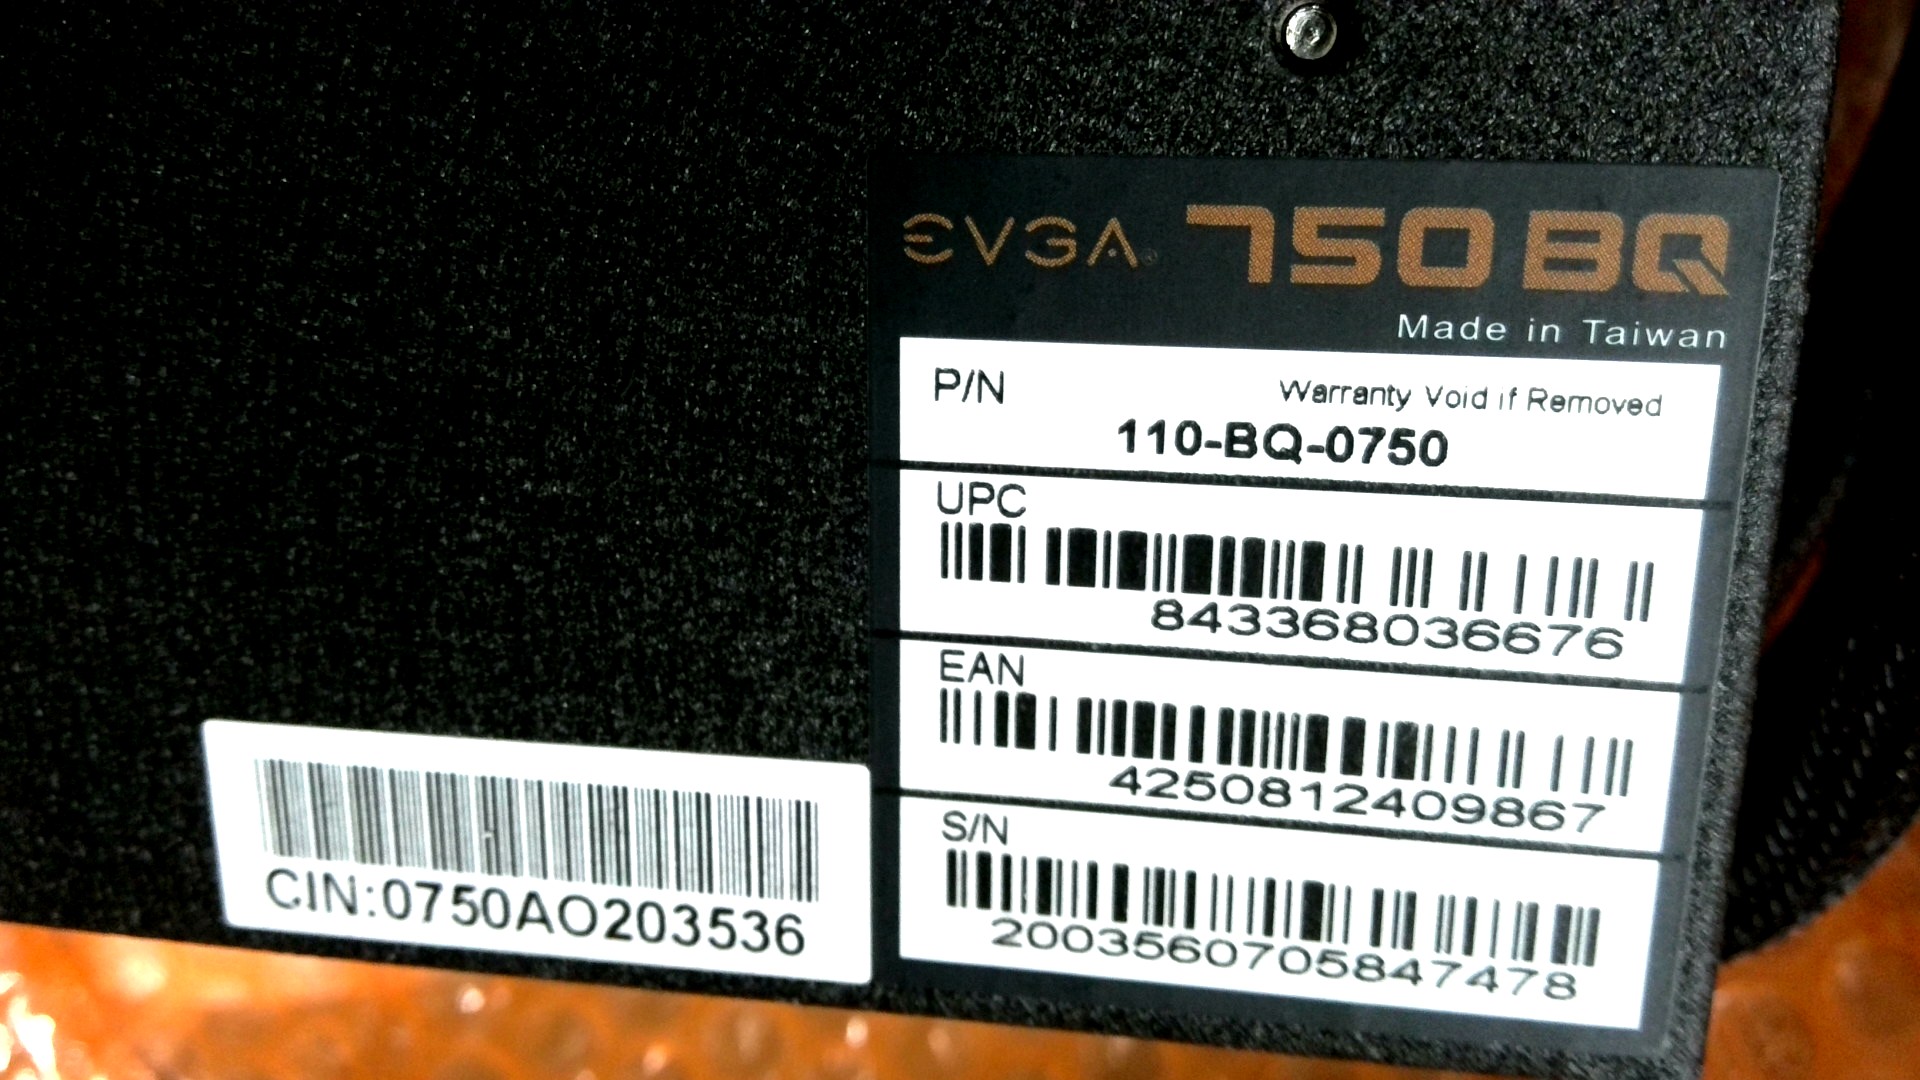 EVGA® 750 BQ
Made in Taiwan
P/N
Warranty Void if Removed
110-BQ-0750
UPC
843368036676
EAN
4250812409867
S/N
2003560705847478
CIN:0750AO203536